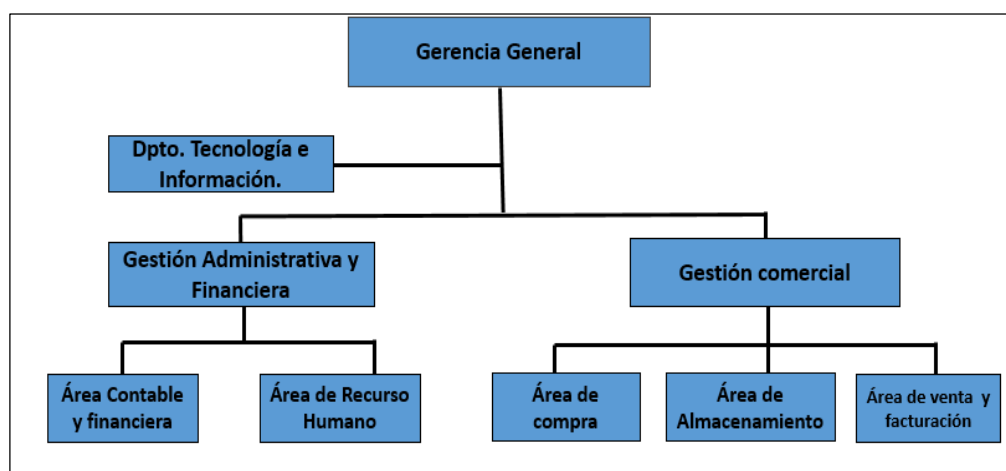 Gerencia General
Dpto. Tecnología e
Información.
Gestión Administrativa y
Financiera
Gestión comercial
Área Contable
y financiera
Área de Recurso
Humano
Área de
compra
Área de
Almacenamiento
Área de venta y
facturación